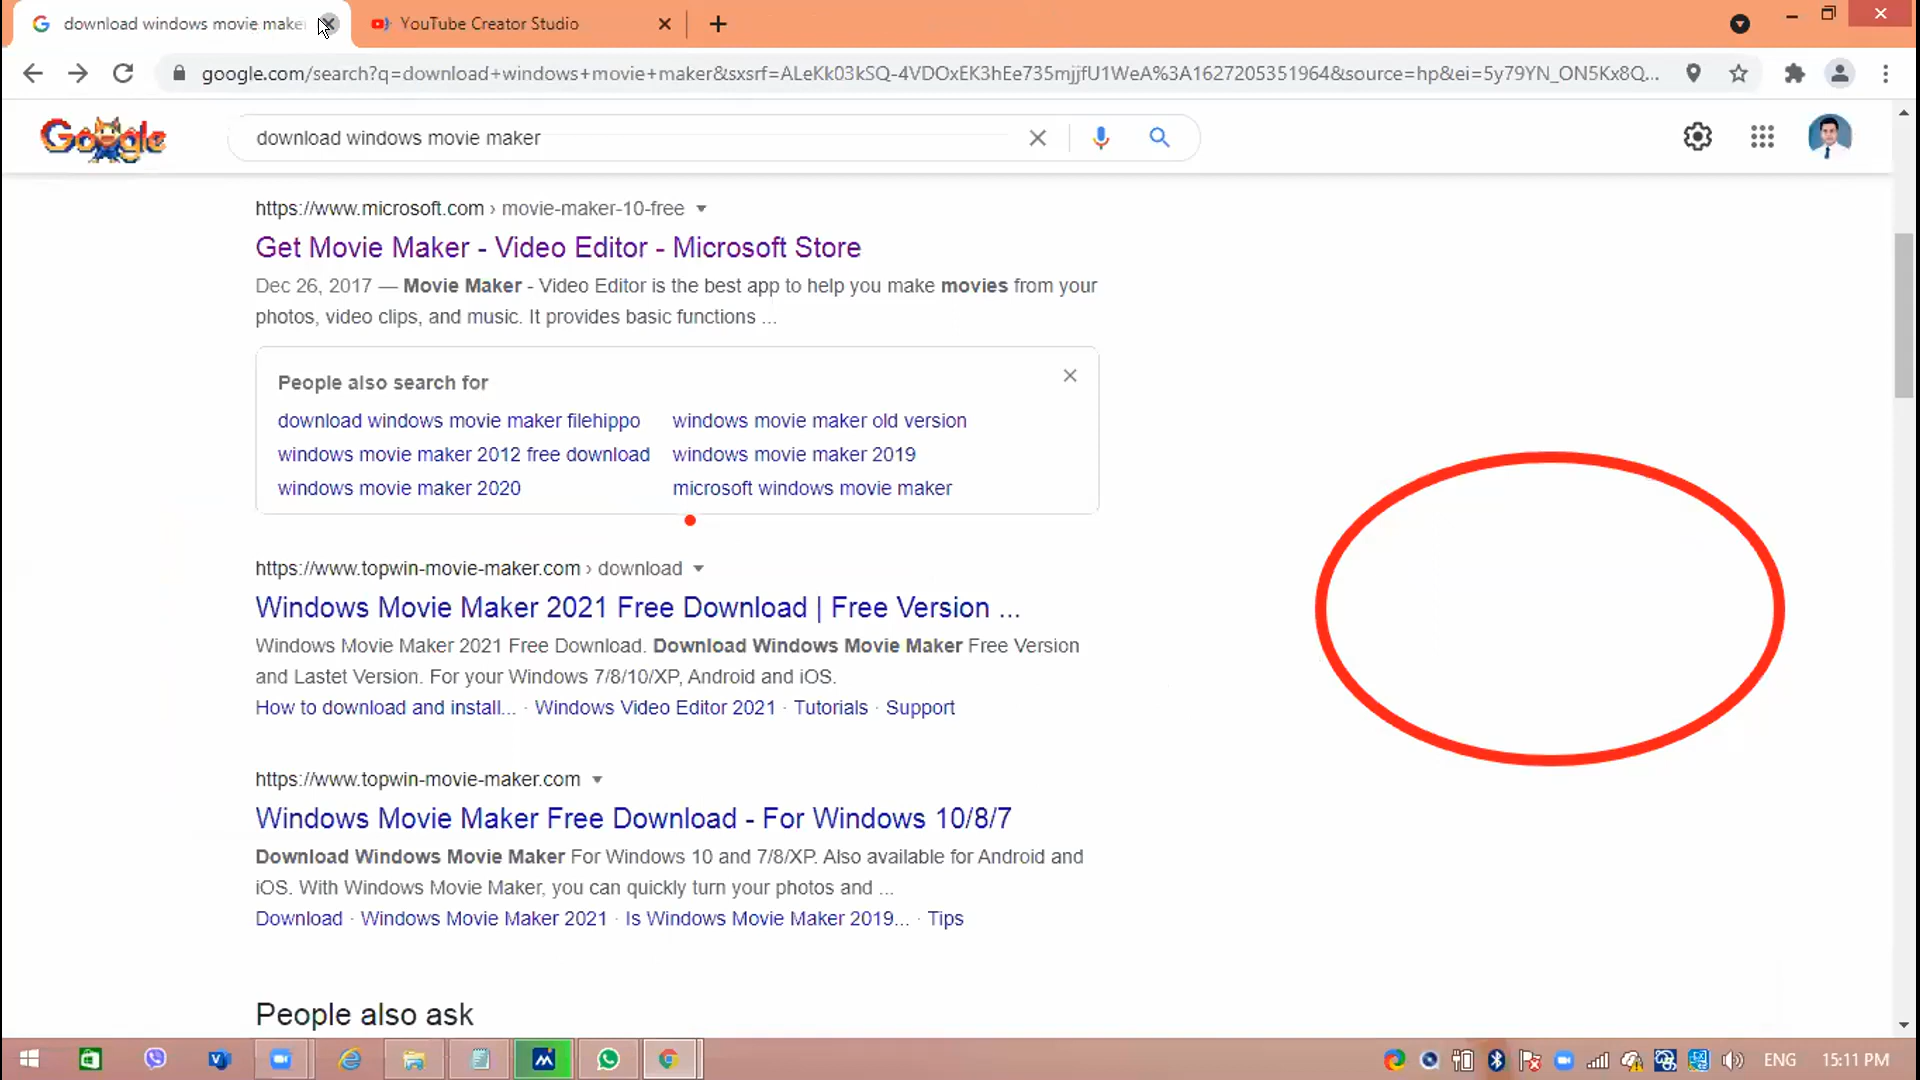 download windows movie make
YouTube Creator Studio
google.com/search?q=download+windows+movie+maker&sxsrf=ALeKk03kSQ-4VDOxEK3hEe735mjjfU1WeA%3A1627205351964&source=hp&ei=5y79YN_ON5Kx8Q...
Google
download windows movie maker
https://www.microsoft.com › movie-maker-10-free
Get Movie Maker - Video Editor - Microsoft Store
Dec 26, 2017 — Movie Maker - Video Editor is the best app to help you make movies from your
photos, video clips, and music. It provides basic functions ...
People also search for
download windows movie maker filehippo
windows movie maker old version
windows movie maker 2012 free download
windows movie maker 2019
windows movie maker 2020
microsoft windows movie maker
https://www.topwin-movie-maker.com › download
Windows Movie Maker 2021 Free Download | Free Version ...
Windows Movie Maker 2021 Free Download. Download Windows Movie Maker Free Version
and Lastet Version. For your Windows 7/8/10/XP, Android and iOS.
How to download and install... · Windows Video Editor 2021 · Tutorials · Support
https://www.topwin-movie-maker.com
Windows Movie Maker Free Download - For Windows 10/8/7
Download Windows Movie Maker For Windows 10 and 7/8/XP. Also available for Android and
iOS. With Windows Movie Maker, you can quickly turn your photos and ...
Download · Windows Movie Maker 2021 · Is Windows Movie Maker 2019... · Tips
People also ask
ENG
15:11 PM